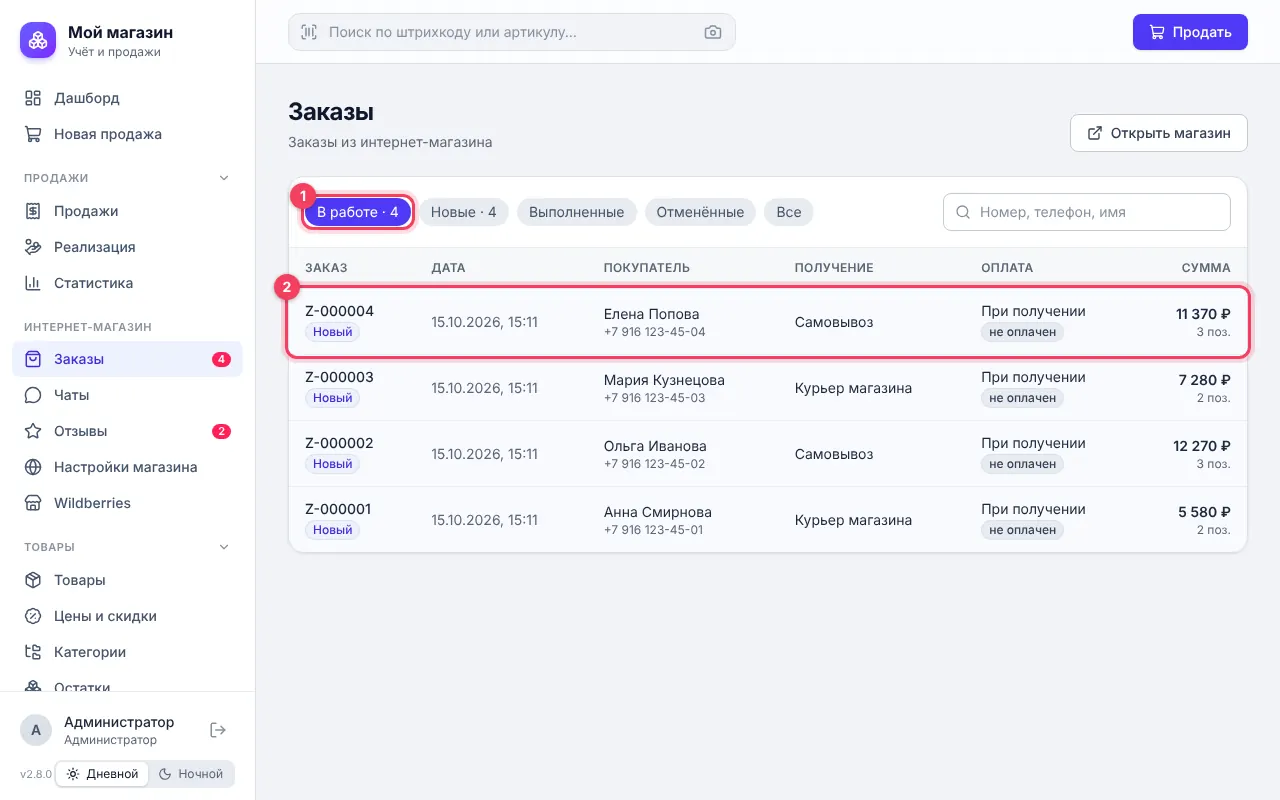 Мой магазин
Учёт и продажи
Поиск по штрихкоду или артикулу...
Продать
Дашборд
Новая продажа
ПРОДАЖИ
Продажи
Реализация
Статистика
ИНТЕРНЕТ-МАГАЗИН
Заказы 4
Чаты
Отзывы 2
Настройки магазина
Wildberries
ТОВАРЫ
Товары
Цены и скидки
Категории
Остатки
А
Администратор
Администратор
v2.8.0 Дневной Ночной
Заказы
Заказы из интернет-магазина
Открыть магазин
1
В работе · 4 Новые · 4 Выполненные Отменённые Все Номер, телефон, имя
ЗАКАЗ ДАТА ПОКУПАТЕЛЬ ПОЛУЧЕНИЕ ОПЛАТА СУММА
2
Z-000004 15.10.2026, 15:11 Елена Попова Самовывоз При получении 11 370 ₽
Новый +7 916 123-45-04 не оплачен 3 поз.
Z-000003 15.10.2026, 15:11 Мария Кузнецова Курьер магазина При получении 7 280 ₽
Новый +7 916 123-45-03 не оплачен 2 поз.
Z-000002 15.10.2026, 15:11 Ольга Иванова Самовывоз При получении 12 270 ₽
Новый +7 916 123-45-02 не оплачен 3 поз.
Z-000001 15.10.2026, 15:11 Анна Смирнова Курьер магазина При получении 5 580 ₽
Новый +7 916 123-45-01 не оплачен 2 поз.